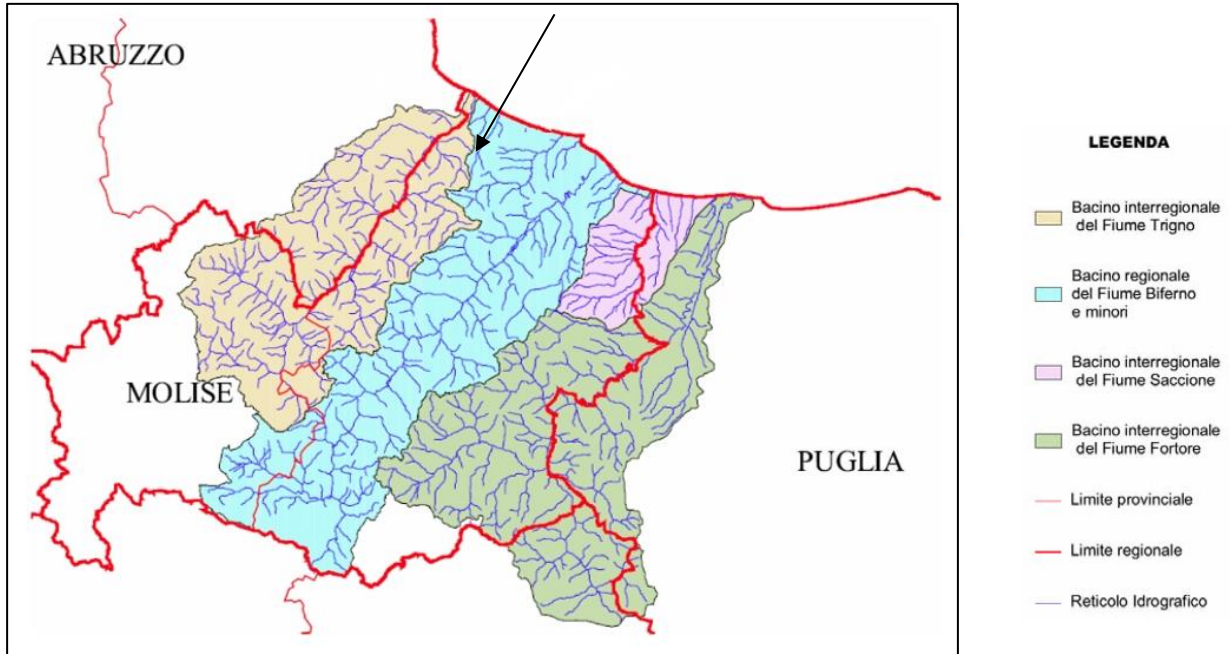 ABRUZZO
MOLISE
PUGLIA
LEGENDA
Bacino interregionale
del Fiume Trigno
Bacino regionale
del Fiume Biferno
e minori
Bacino interregionale
del Fiume Saccione
Bacino interregionale
del Fiume Fortore
Limite provinciale
Limite regionale
Reticolo Idrografico